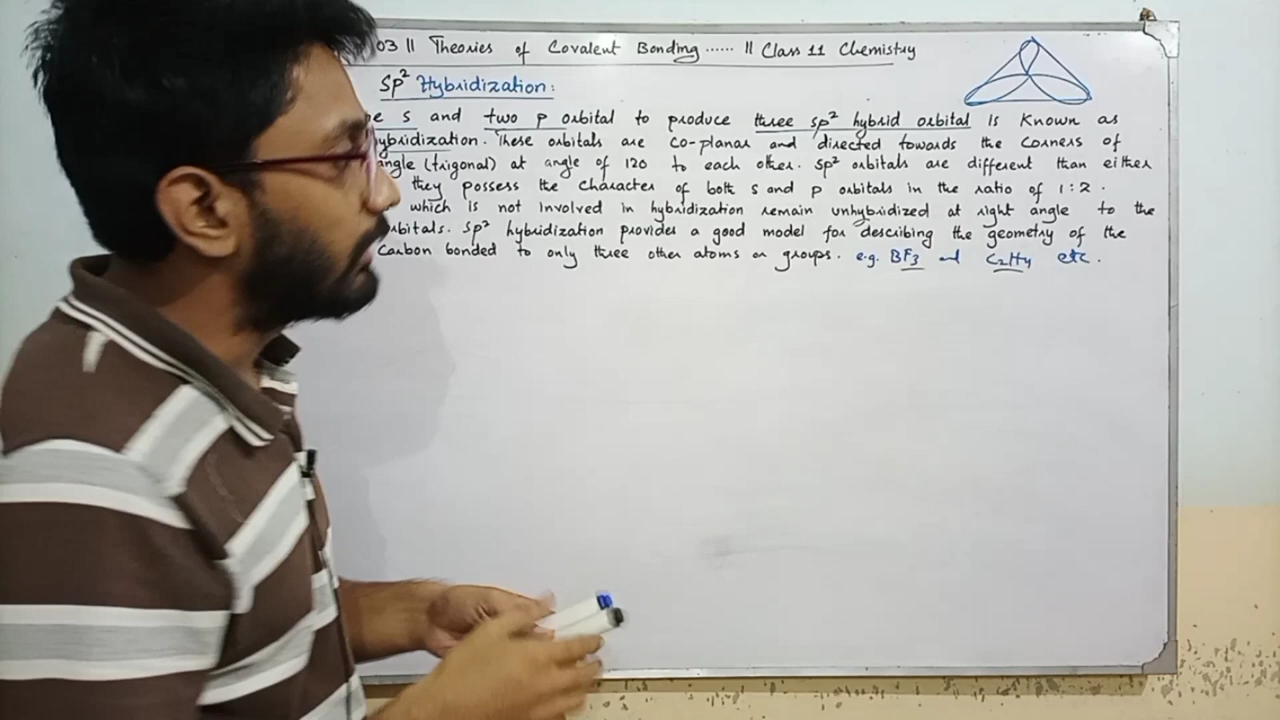 03 || Theories of Covalent Bonding ...... || Class 11 Chemistry
Sp² Hybridization:
s and two p orbital to produce three sp² hybrid orbital is known as
ybridization. These orbitals are co-planar and directed towards the corners of
angle (trigonal) at angle of 120 to each other. sp² orbitals are different than either
they possess the character of both s and p orbitals in the ratio of 1:2.
which is not involved in hybridization remain unhybridized at right angle to the
rbitals. sp² hybridization provides a good model for describing the geometry of the
Carbon bonded to only three other atoms or groups. e.g. BF3 and C2H4 etc.